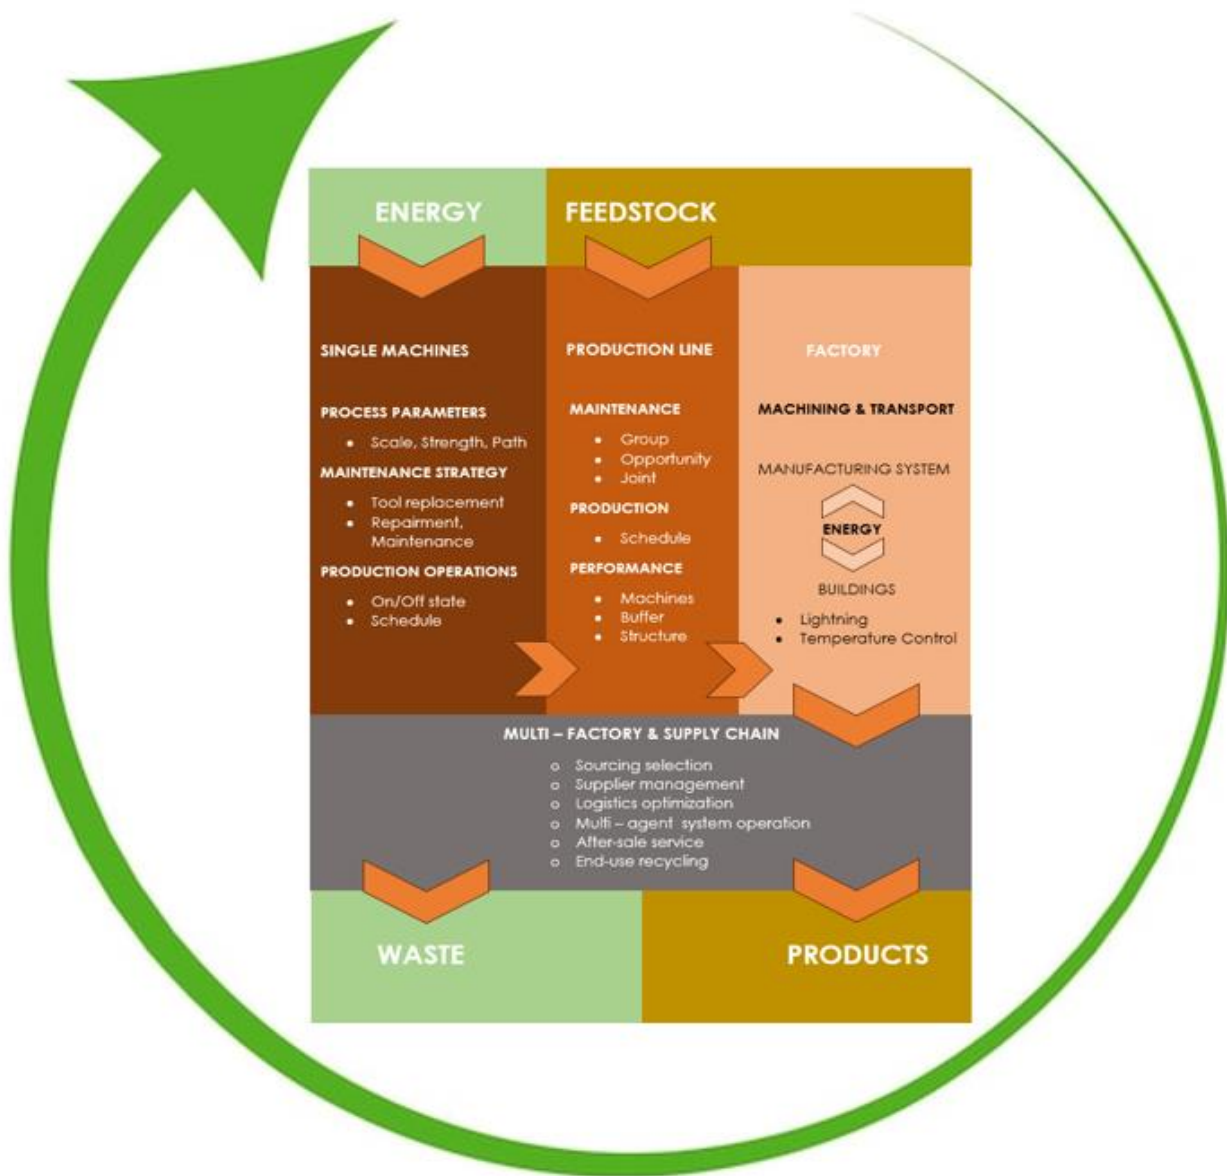 ENERGY
FEEDSTOCK
SINGLE MACHINES
PROCESS PARAMETERS
• Scale, Strength, Path
MAINTENANCE STRATEGY
• Tool replacement
• Repairment,
Maintenance
PRODUCTION OPERATIONS
• On/Off state
• Schedule
PRODUCTION LINE
MAINTENANCE
• Group
• Opportunity
• Joint
PRODUCTION
• Schedule
PERFORMANCE
• Machines
• Buffer
• Structure
FACTORY
MACHINING & TRANSPORT
MANUFACTURING SYSTEM
ENERGY
BUILDINGS
• Lightning
• Temperature Control
MULTI – FACTORY & SUPPLY CHAIN
o Sourcing selection
o Supplier management
o Logistics optimization
o Multi – agent system operation
o After-sale service
o End-use recycling
WASTE
PRODUCTS